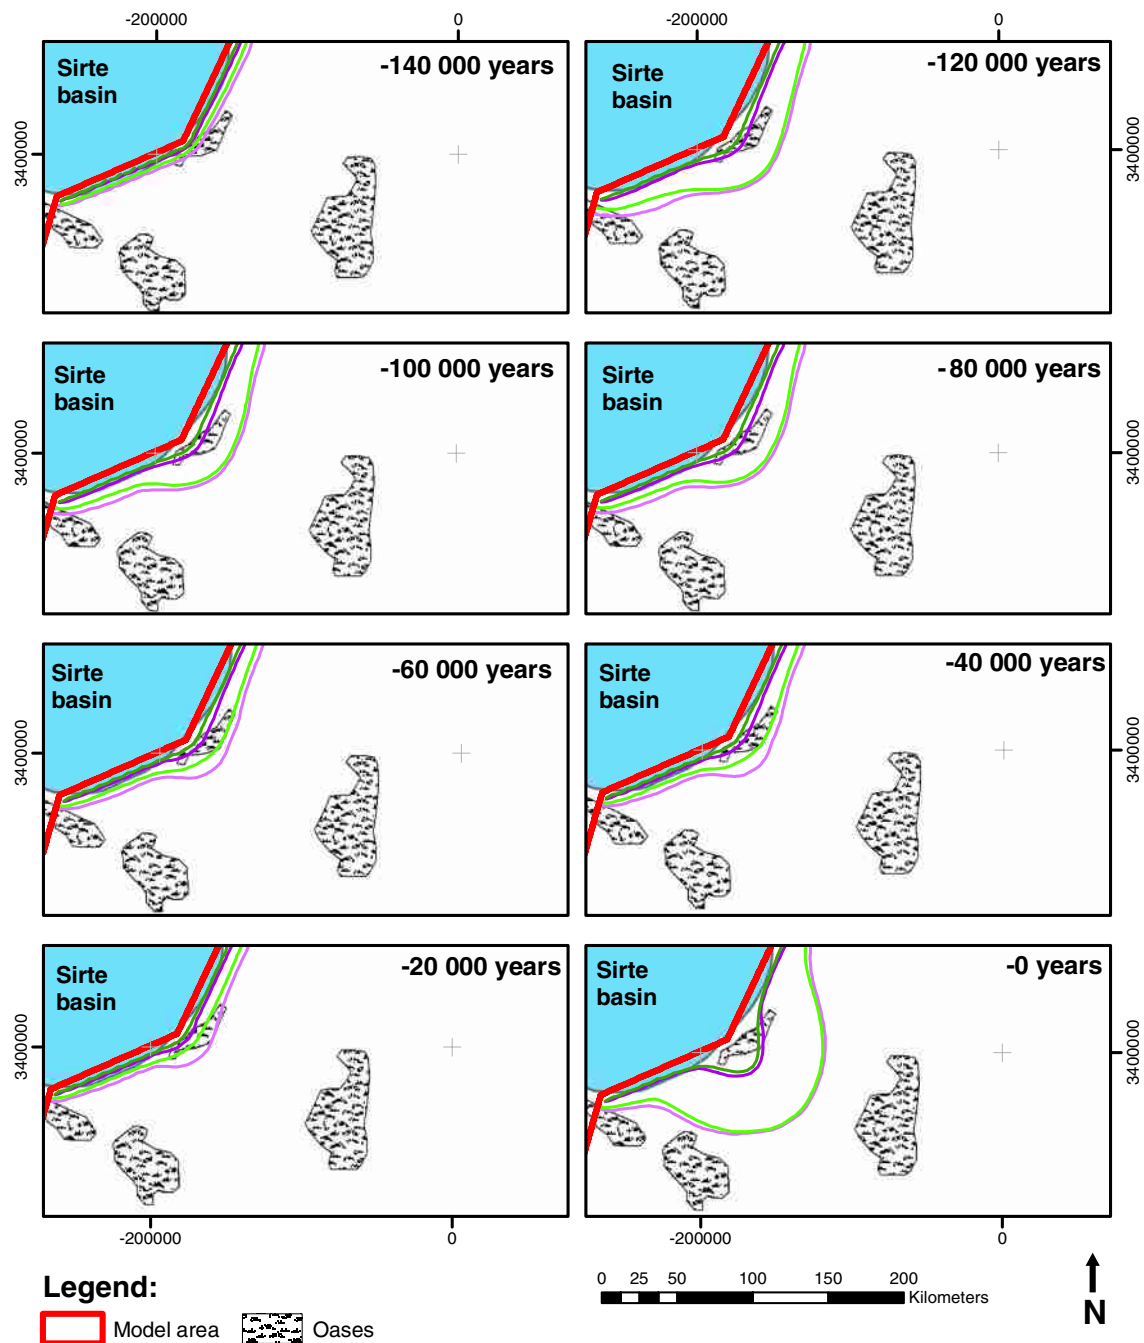 -200000 0 -200000 0
Sirte
basin
-140 000 years
Sirte
basin
-120 000 years
3400000
3400000
Sirte
basin
-100 000 years
Sirte
basin
-80 000 years
3400000
3400000
Sirte
basin
-60 000 years
Sirte
basin
-40 000 years
3400000
3400000
Sirte
basin
-20 000 years
Sirte
basin
-0 years
3400000
3400000
-200000 0 -200000 0
Legend:
Model area Oases
0 25 50 100 150 200
Kilometers
N